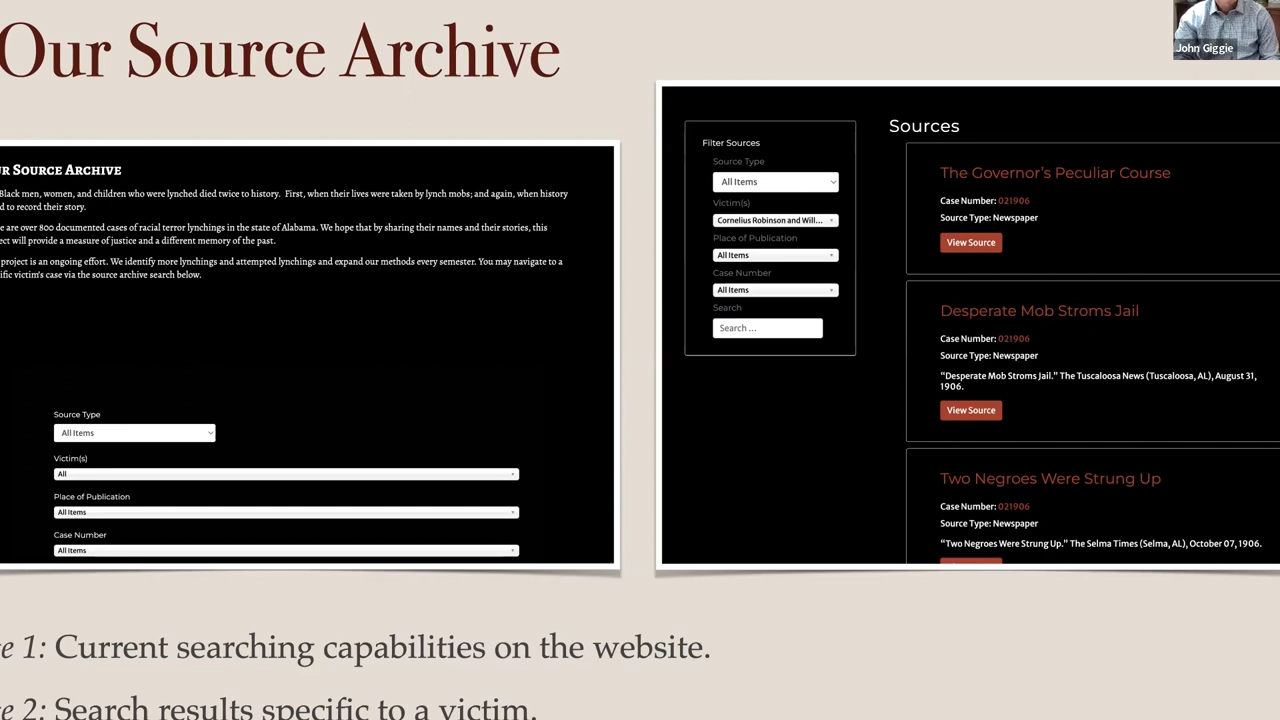 Our Source Archive
John Giggie
R SOURCE ARCHIVE
Black men, women, and children who were lynched died twice to history.  First, when their lives were taken by lynch mobs; and again, when history
d to record their story.
e are over 800 documented cases of racial terror lynchings in the state of Alabama. We hope that by sharing their names and their stories, this
ect will provide a measure of justice and a different memory of the past.
project is an ongoing effort. We identify more lynchings and attempted lynchings and expand our methods every semester. You may navigate to a
ific victim's case via the source archive search below.
Source Type
All Items
Victim(s)
All
Place of Publication
All Items
Case Number
All Items
Filter Sources
Source Type
All Items
Victim(s)
Cornelius Robinson and Will...
Place of Publication
All Items
Case Number
All Items
Search
Search ...
Sources
The Governor's Peculiar Course
Case Number: 021906
Source Type: Newspaper
View Source
Desperate Mob Stroms Jail
Case Number: 021906
Source Type: Newspaper
"Desperate Mob Stroms Jail." The Tuscaloosa News (Tuscaloosa, AL), August 31,
1906.
View Source
Two Negroes Were Strung Up
Case Number: 021906
Source Type: Newspaper
"Two Negroes Were Strung Up." The Selma Times (Selma, AL), October 07, 1906.
e 1: Current searching capabilities on the website.
e 2: Search results specific to a victim.